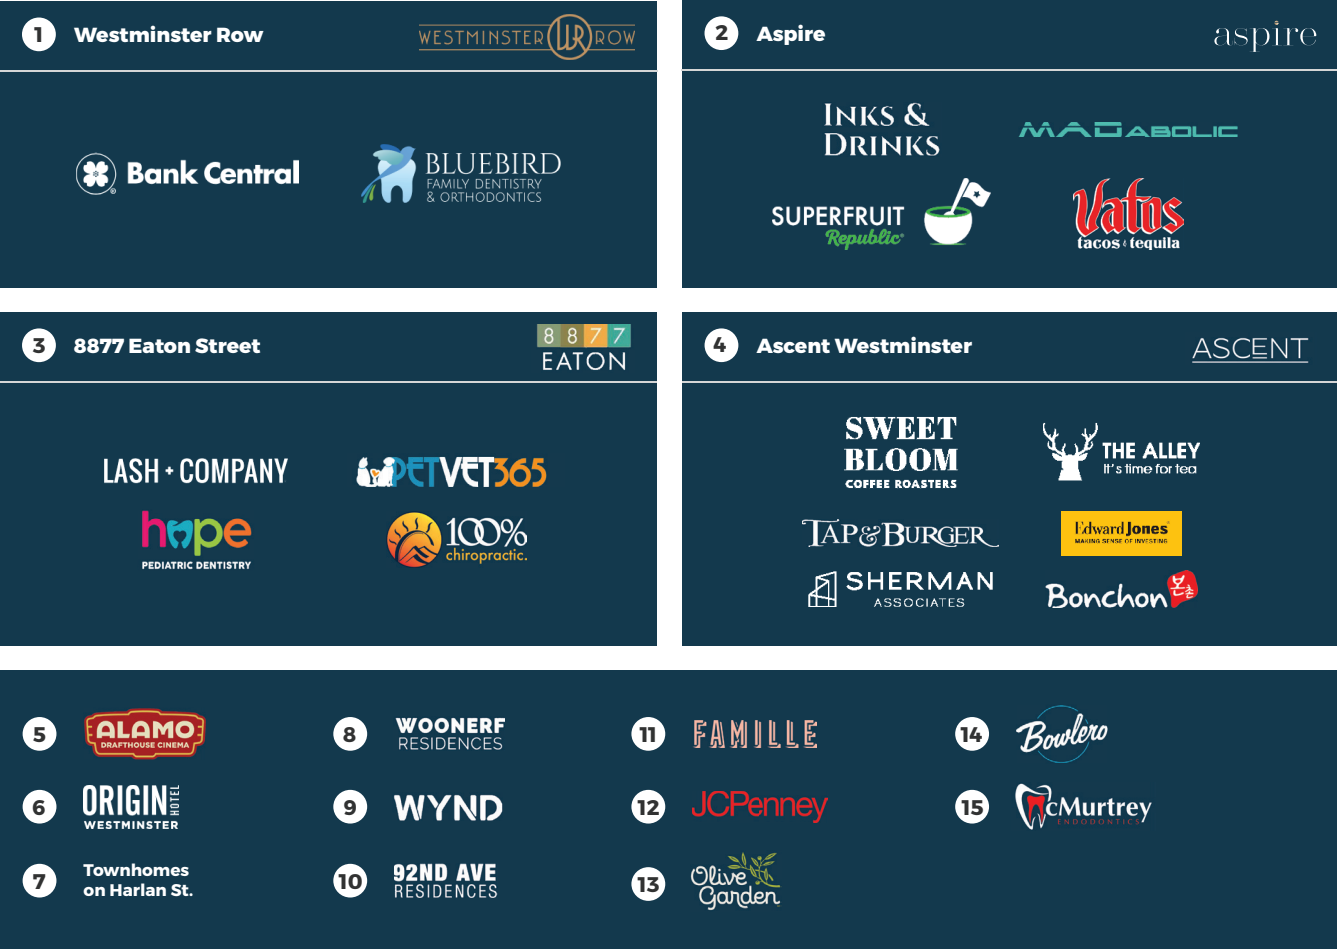 1 Westminster Row
WESTMINSTER WR ROW
Bank Central
BLUEBIRD
FAMILY DENTISTRY
& ORTHODONTICS
2 Aspire
aspire
INKS &
DRINKS
MADABOLIC
SUPERFRUIT
Republic
Vatos
tacos & tequila
3 8877 Eaton Street
8877
EATON
LASH + COMPANY
PETVET365
hope
PEDIATRIC DENTISTRY
100%
chiropractic.
4 Ascent Westminster
ASCENT
SWEET
BLOOM
COFFEE ROASTERS
THE ALLEY
It's time for tea
TAP & BURGER
Edward Jones
MAKING SENSE OF INVESTING
SHERMAN
ASSOCIATES
Bonchon 본촌
5 ALAMO
DRAFTHOUSE CINEMA
6 ORIGIN HOTEL
WESTMINSTER
7 Townhomes
on Harlan St.
8 WOONERF
RESIDENCES
9 WYND
10 92ND AVE
RESIDENCES
11 FAMILLE
12 JCPenney
13 Olive
Garden
14 Bowlero
15 McMurtrey
ENDODONTICS